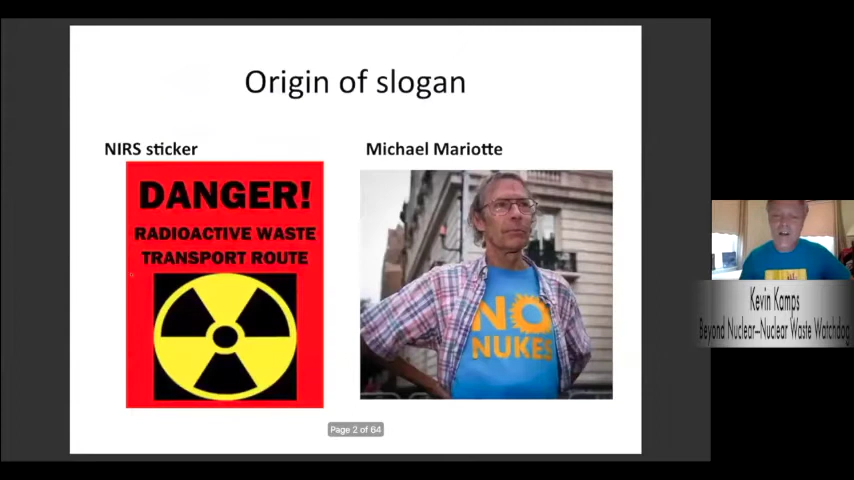 Origin of slogan
NIRS sticker
Michael Mariotte
DANGER!
RADIOACTIVE WASTE
TRANSPORT ROUTE
NO
NUKES
Page 2 of 64
Kevin Kamps
Beyond Nuclear--Nuclear Waste Watchdog